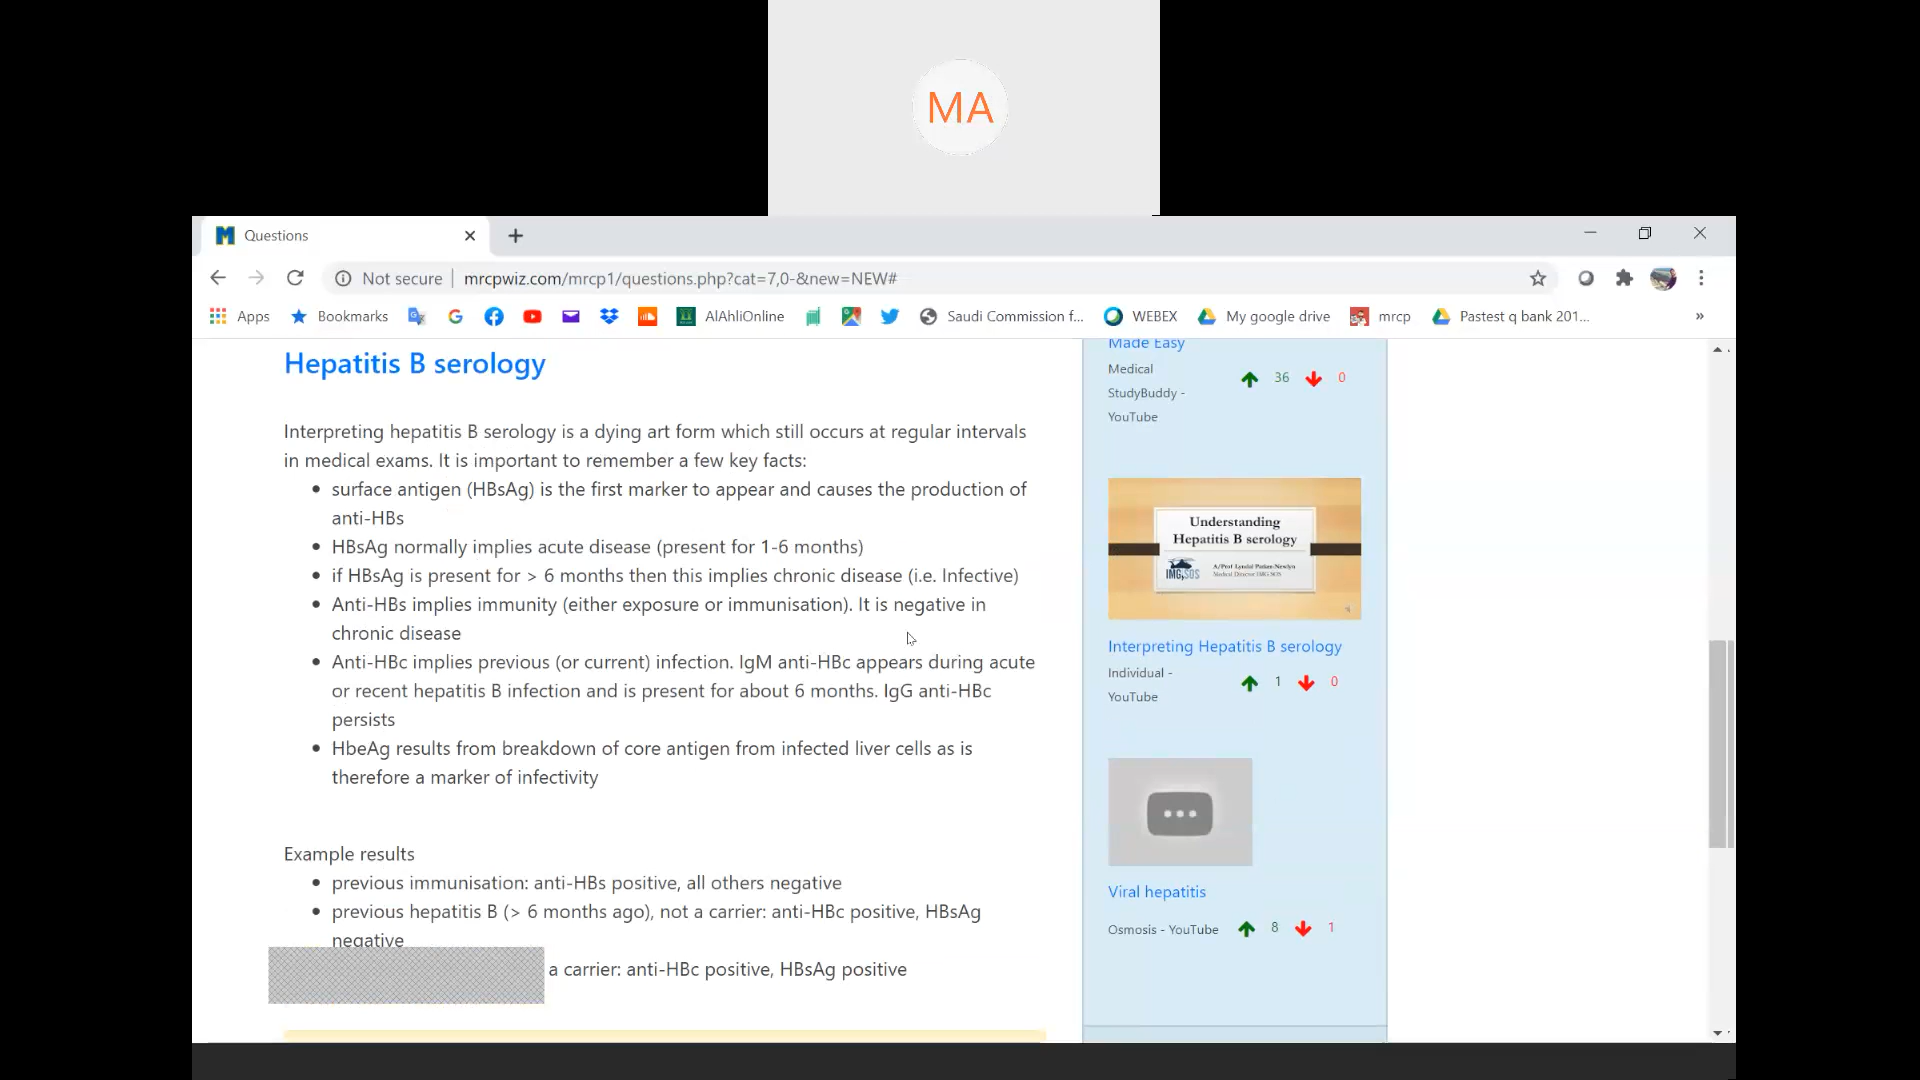 MA
Questions
Not secure
mrcpwiz.com/mrcp1/questions.php?cat=7,0-&new=NEW#
Apps
Bookmarks
AlAhliOnline
Saudi Commission f...
WEBEX
My google drive
mrcp
Pastest q bank 201...
»
Hepatitis B serology
Interpreting hepatitis B serology is a dying art form which still occurs at regular intervals
in medical exams. It is important to remember a few key facts:
• surface antigen (HBsAg) is the first marker to appear and causes the production of
anti-HBs
• HBsAg normally implies acute disease (present for 1-6 months)
• if HBsAg is present for > 6 months then this implies chronic disease (i.e. Infective)
• Anti-HBs implies immunity (either exposure or immunisation). It is negative in
chronic disease
• Anti-HBc implies previous (or current) infection. IgM anti-HBc appears during acute
or recent hepatitis B infection and is present for about 6 months. IgG anti-HBc
persists
• HbeAg results from breakdown of core antigen from infected liver cells as is
therefore a marker of infectivity
Example results
• previous immunisation: anti-HBs positive, all others negative
• previous hepatitis B (> 6 months ago), not a carrier: anti-HBc positive, HBsAg
negative
a carrier: anti-HBc positive, HBsAg positive
Made Easy
Medical
StudyBuddy -
YouTube
36
0
Understanding
Hepatitis B serology
IMG SOS
A/Prof Lyndal Parker-Newlyn
Medical Director IMG SOS
Interpreting Hepatitis B serology
Individual -
YouTube
1
0
Viral hepatitis
Osmosis - YouTube
8
1